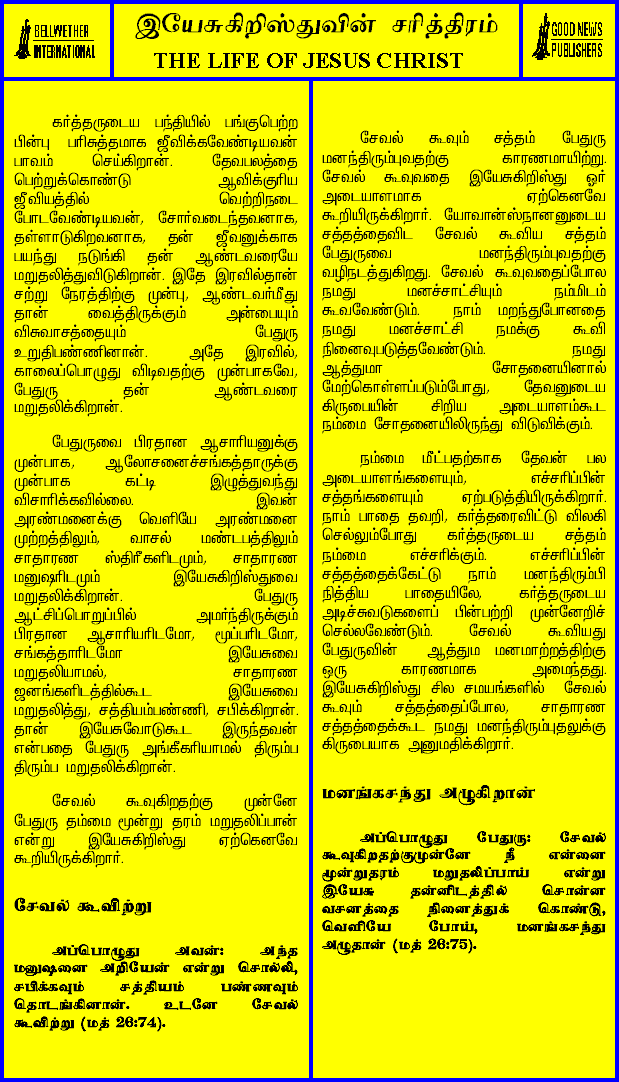 BELLWETHER
INTERNATIONAL
இயேசுகிறிஸ்துவின் சரித்திரம்
THE LIFE OF JESUS CHRIST
GOOD NEWS
PUBLISHERS
கர்த்தருடைய பந்தியில் பங்குபெற்ற
பின்பு பரிசுத்தமாக ஜீவிக்கவேண்டியவன்
பாவம் செய்கிறான். தேவபலத்தை
பெற்றுக்கொண்டு ஆவிக்குரிய
ஜீவியத்தில் வெற்றிநடை
போடவேண்டியவன், சோர்வடைந்தவனாக,
தள்ளாடுகிறவனாக, தன் ஜீவனுக்காக
பயந்து நடுங்கி தன் ஆண்டவரையே
மறுதலித்துவிடுகிறான். இதே இரவில்தான்
சற்று நேரத்திற்கு முன்பு, ஆண்டவர்மீது
தான் வைத்திருக்கும் அன்பையும்
விசுவாசத்தையும் பேதுரு
உறுதிபண்ணினான். அதே இரவில்,
காலைப்பொழுது விடிவதற்கு முன்பாகவே,
பேதுரு தன் ஆண்டவரை
மறுதலிக்கிறான்.
பேதுருவை பிரதான ஆசாரியனுக்கு
முன்பாக, ஆலோசனைச்சங்கத்தாருக்கு
முன்பாக கட்டி இழுத்துவந்து
விசாரிக்கவில்லை. இவன்
அரண்மனைக்கு வெளியே அரண்மனை
முற்றத்திலும், வாசல் மண்டபத்திலும்
சாதாரண ஸ்திரீகளிடமும், சாதாரண
மனுஷரிடமும் இயேசுகிறிஸ்துவை
மறுதலிக்கிறான். பேதுரு
ஆட்சிப்பொறுப்பில் அமர்ந்திருக்கும்
பிரதான ஆசாரியரிடமோ, மூப்பரிடமோ,
சங்கத்தாரிடமோ இயேசுவை
மறுதலியாமல், சாதாரண
ஜனங்களிடத்தில்கூட இயேசுவை
மறுதலித்து, சத்தியம்பண்ணி, சபிக்கிறான்.
தான் இயேசுவோடுகூட இருந்தவன்
என்பதை பேதுரு அங்கீகரியாமல் திரும்ப
திரும்ப மறுதலிக்கிறான்.
சேவல் கூவுகிறதற்கு முன்னே
பேதுரு தம்மை மூன்று தரம் மறுதலிப்பான்
என்று இயேசுகிறிஸ்து ஏற்கெனவே
கூறியிருக்கிறார்.
சேவல் கூவிற்று
அப்பொழுது அவன்: அந்த
மனுஷனை அறியேன் என்று சொல்லி,
சபிக்கவும் சத்தியம் பண்ணவும்
தொடங்கினான். உடனே சேவல்
கூவிற்று (மத் 26:74).
சேவல் கூவும் சத்தம் பேதுரு
மனந்திரும்புவதற்கு காரணமாயிற்று.
சேவல் கூவுவதை இயேசுகிறிஸ்து ஓர்
அடையாளமாக ஏற்கெனவே
கூறியிருக்கிறார். யோவான்ஸ்நானனுடைய
சத்தத்தைவிட சேவல் கூவிய சத்தம்
பேதுருவை மனந்திரும்புவதற்கு
வழிநடத்துகிறது. சேவல் கூவுவதைப்போல
நமது மனச்சாட்சியும் நம்மிடம்
கூவவேண்டும். நாம் மறந்துபோனதை
நமது மனச்சாட்சி நமக்கு கூவி
நினைவுபடுத்தவேண்டும். நமது
ஆத்துமா சோதனையினால்
மேற்கொள்ளப்படும்போது, தேவனுடைய
கிருபையின் சிறிய அடையாளம்கூட
நம்மை சோதனையிலிருந்து விடுவிக்கும்.
நம்மை மீட்பதற்காக தேவன் பல
அடையாளங்களையும், எச்சரிப்பின்
சத்தங்களையும் ஏற்படுத்தியிருக்கிறார்.
நாம் பாதை தவறி, கர்த்தரைவிட்டு விலகி
செல்லும்போது கர்த்தருடைய சத்தம்
நம்மை எச்சரிக்கும். எச்சரிப்பின்
சத்தத்தைக்கேட்டு நாம் மனந்திரும்பி
நித்திய பாதையிலே, கர்த்தருடைய
அடிச்சுவடுகளைப் பின்பற்றி முன்னேறிச்
செல்லவேண்டும். சேவல் கூவியது
பேதுருவின் ஆத்தும மனமாற்றத்திற்கு
ஒரு காரணமாக அமைந்தது.
இயேசுகிறிஸ்து சில சமயங்களில் சேவல்
கூவும் சத்தத்தைப்போல, சாதாரண
சத்தத்தைக்கூட நமது மனந்திரும்புதலுக்கு
கிருபையாக அனுமதிக்கிறார்.
மனங்கசந்து அழுகிறான்
அப்பொழுது பேதுரு: சேவல்
கூவுகிறதற்குமுன்னே நீ என்னை
மூன்றுதரம் மறுதலிப்பாய் என்று
இயேசு தன்னிடத்தில் சொன்ன
வசனத்தை நினைத்துக் கொண்டு,
வெளியே போய், மனங்கசந்து
அழுதான் (மத் 26:75).